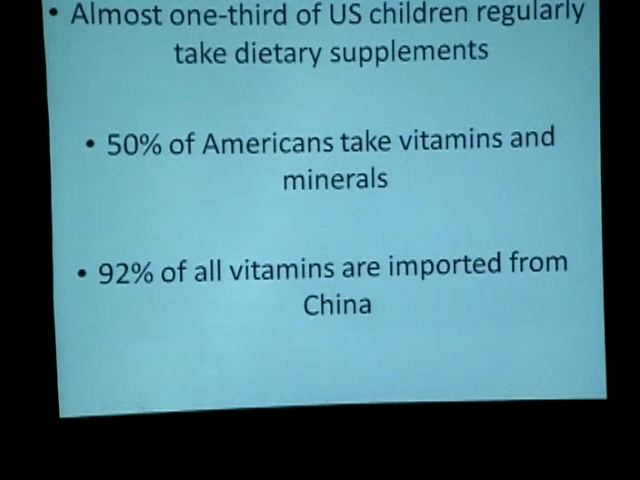 • Almost one-third of US children regularly
take dietary supplements
• 50% of Americans take vitamins and
minerals
• 92% of all vitamins are imported from
China